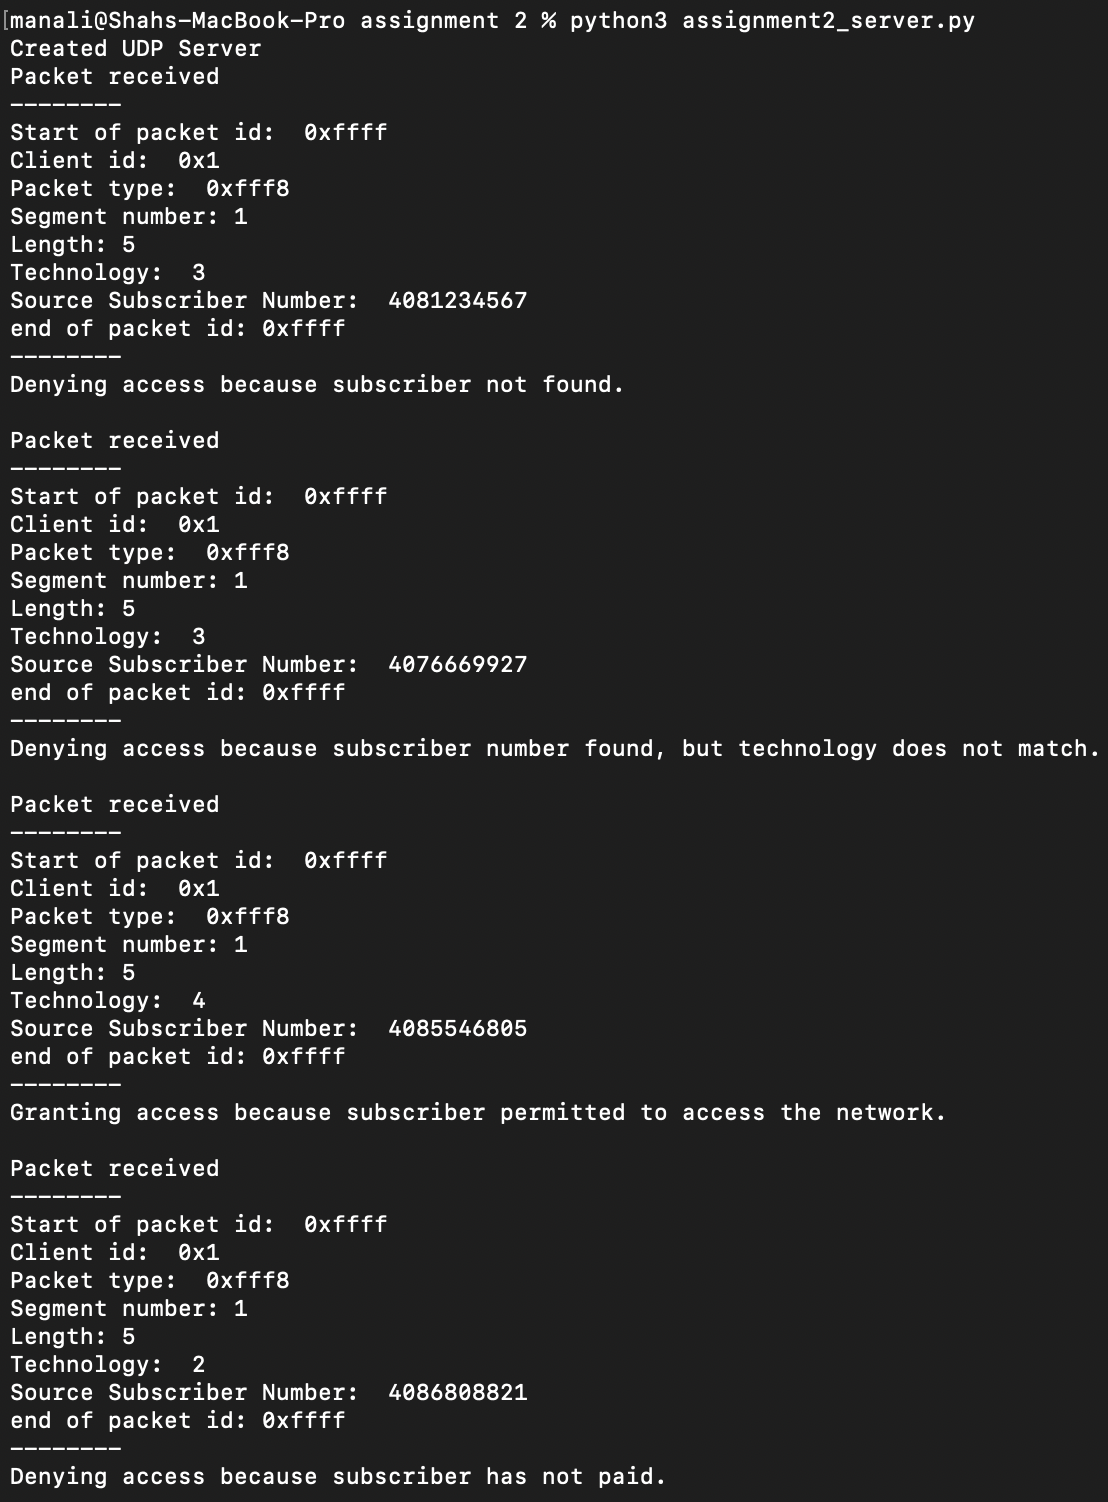 [manali@Shahs-MacBook-Pro assignment 2 % python3 assignment2_server.py
Created UDP Server
Packet received
--------
Start of packet id:  0xffff
Client id:  0x1
Packet type:  0xfff8
Segment number: 1
Length: 5
Technology:  3
Source Subscriber Number:  4081234567
end of packet id: 0xffff
--------
Denying access because subscriber not found.

Packet received
--------
Start of packet id:  0xffff
Client id:  0x1
Packet type:  0xfff8
Segment number: 1
Length: 5
Technology:  3
Source Subscriber Number:  4076669927
end of packet id: 0xffff
--------
Denying access because subscriber number found, but technology does not match.

Packet received
--------
Start of packet id:  0xffff
Client id:  0x1
Packet type:  0xfff8
Segment number: 1
Length: 5
Technology:  4
Source Subscriber Number:  4085546805
end of packet id: 0xffff
--------
Granting access because subscriber permitted to access the network.

Packet received
--------
Start of packet id:  0xffff
Client id:  0x1
Packet type:  0xfff8
Segment number: 1
Length: 5
Technology:  2
Source Subscriber Number:  4086808821
end of packet id: 0xffff
--------
Denying access because subscriber has not paid.